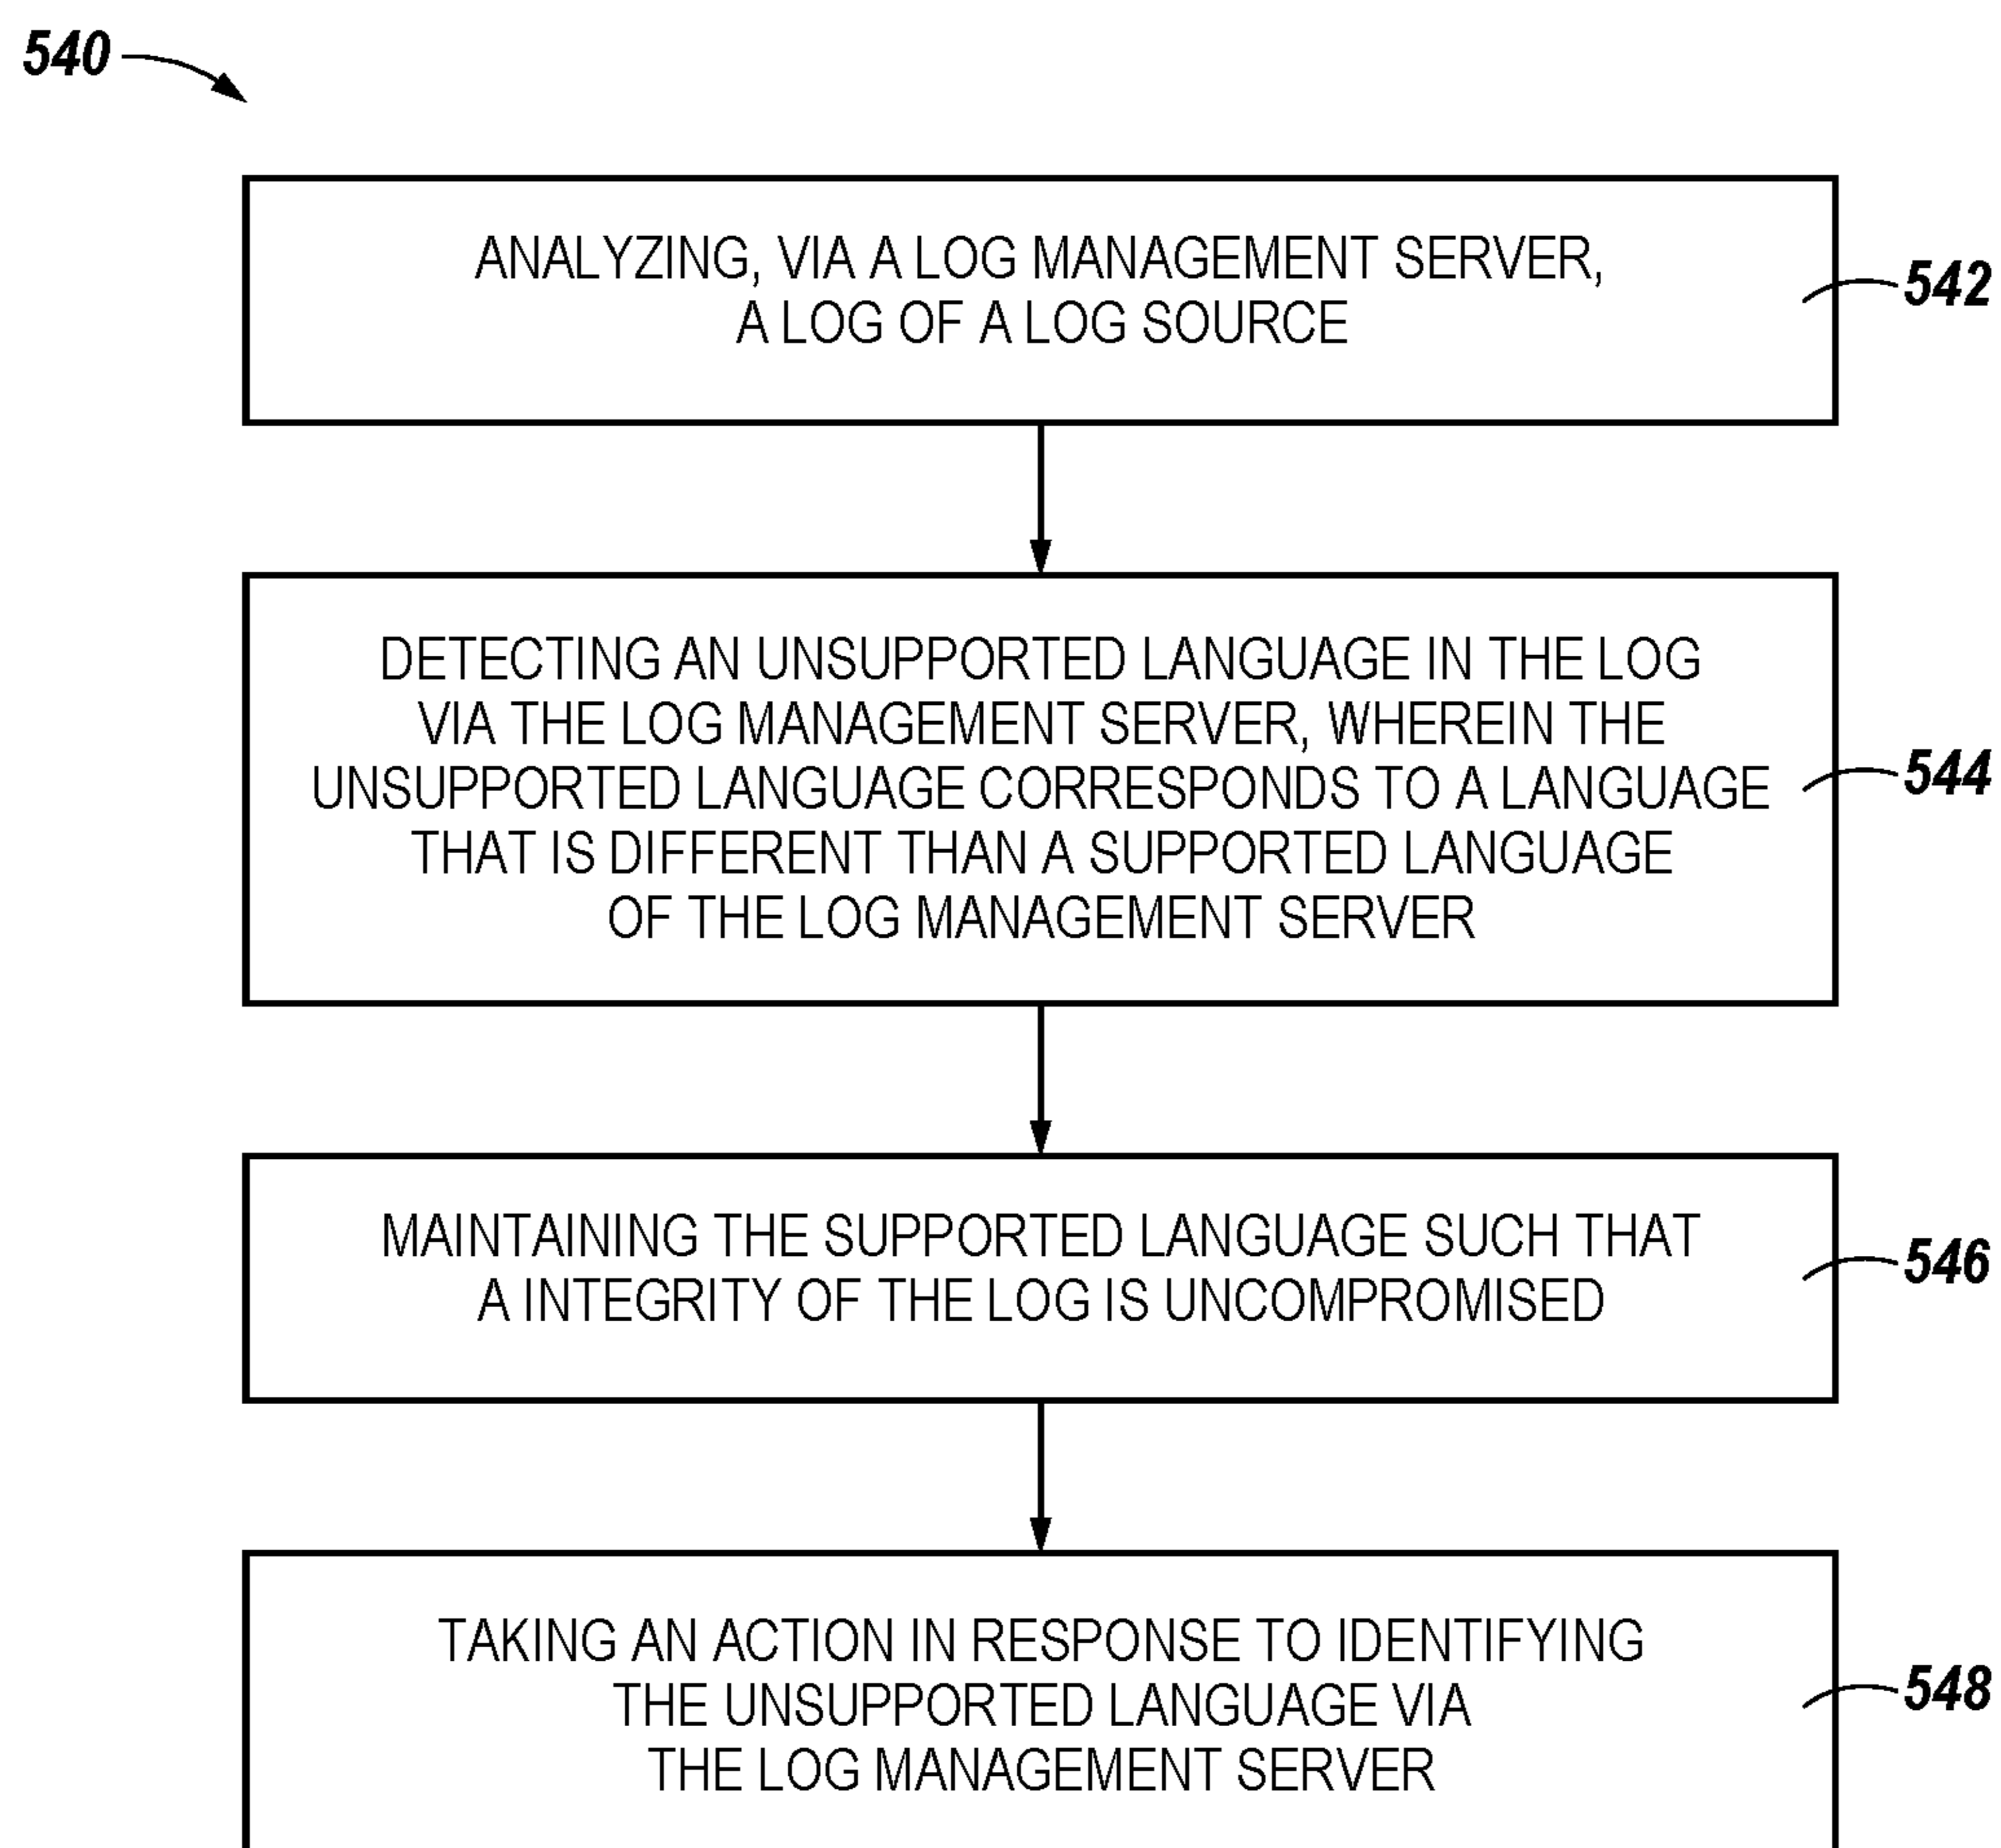 540
ANALYZING, VIA A LOG MANAGEMENT SERVER,
A LOG OF A LOG SOURCE
542
DETECTING AN UNSUPPORTED LANGUAGE IN THE LOG
VIA THE LOG MANAGEMENT SERVER, WHEREIN THE
UNSUPPORTED LANGUAGE CORRESPONDS TO A LANGUAGE
THAT IS DIFFERENT THAN A SUPPORTED LANGUAGE
OF THE LOG MANAGEMENT SERVER
544
MAINTAINING THE SUPPORTED LANGUAGE SUCH THAT
A INTEGRITY OF THE LOG IS UNCOMPROMISED
546
TAKING AN ACTION IN RESPONSE TO IDENTIFYING
THE UNSUPPORTED LANGUAGE VIA
THE LOG MANAGEMENT SERVER
548